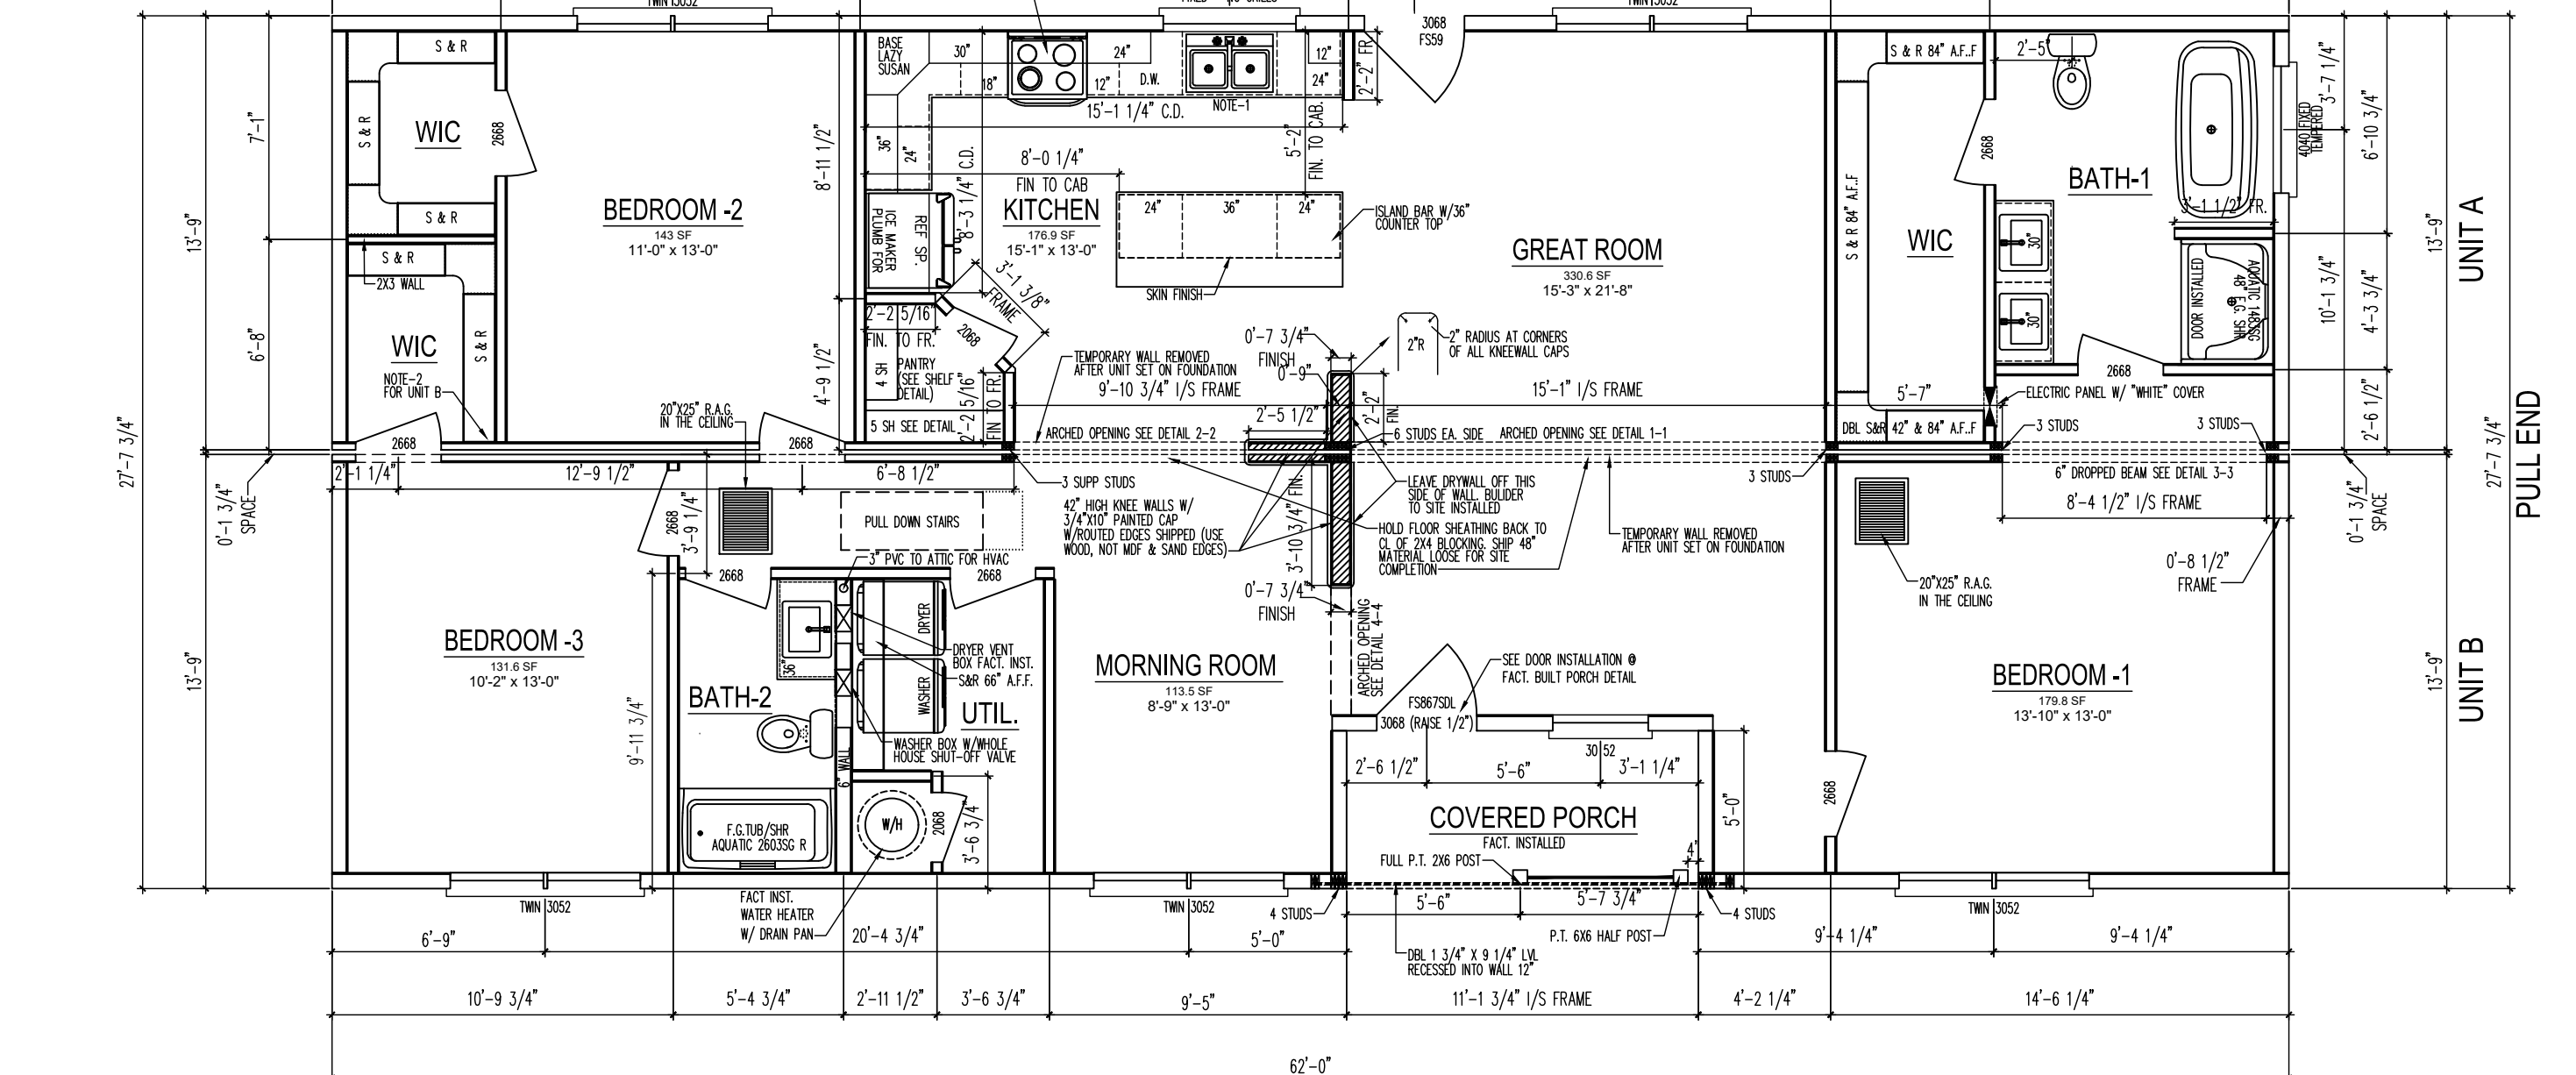 TWIN 3052
TWIN 3052
3068
FS59
S & R
S & R
S & R
WIC
2668
7'-1"
13'-9"
27'-7 3/4"
6'-8"
S & R
2X3 WALL
S & R
WIC
NOTE-2
FOR UNIT B
2668
BEDROOM -2
143 SF
11'-0" x 13'-0"
8'-11 1/2"
4'-9 1/2"
20"X25" R.A.G.
IN THE CEILING
2668
BASE
LAZY
SUSAN
30"
18"
24"
12"
D.W.
12"
24"
NOTE-1
15'-1 1/4" C.D.
36"
24"
2'-2" FR.
5'-2"
FIN. TO CAB.
8'-0 1/4"
FIN TO CAB
8'-3 1/4" C.D.
KITCHEN
176.9 SF
15'-1" x 13'-0"
REF SP.
ICE MAKER
PLUMB FOR
24"
36"
24"
ISLAND BAR W/36"
COUNTER TOP
SKIN FINISH
3'-1 3/8"
FRAME
2'-2 5/16"
FIN. TO FR.
2068
4 SH
PANTRY
(SEE SHELF
DETAIL)
5 SH SEE DETAIL
2'-2 5/16"
FIN TO FR.
TEMPORARY WALL REMOVED
AFTER UNIT SET ON FOUNDATION
9'-10 3/4" I/S FRAME
ARCHED OPENING SEE DETAIL 2-2
0'-7 3/4"
FINISH
0'-9"
2'-5 1/2"
2'-2"
FIN.
2"R
2" RADIUS AT CORNERS
OF ALL KNEEWALL CAPS
GREAT ROOM
330.6 SF
15'-3" x 21'-8"
15'-1" I/S FRAME
6 STUDS EA. SIDE
ARCHED OPENING SEE DETAIL 1-1
S & R 84" A.F..F
S & R 84" A.F..F
WIC
2668
5'-7"
DBL S&R 42" & 84" A.F..F
2'-5"
BATH-1
30"
30"
3'-1 1/2" FR.
DOOR INSTALLED
AQUATIC 1483SG
48" F.G. SHR
2668
4040 FIXED
TEMPERED
3'-7 1/4"
6'-10 3/4"
10'-1 3/4"
4'-3 3/4"
2'-6 1/2"
13'-9"
UNIT A
ELECTRIC PANEL W/ "WHITE" COVER
3 STUDS
3 STUDS
27'-7 3/4"
PULL END
0'-1 3/4"
SPACE
2'-1 1/4"
12'-9 1/2"
6'-8 1/2"
3 SUPP STUDS
3 STUDS
6" DROPPED BEAM SEE DETAIL 3-3
8'-4 1/2" I/S FRAME
0'-1 3/4"
SPACE
0'-8 1/2"
FRAME
2668
3'-9 1/4"
PULL DOWN STAIRS
42" HIGH KNEE WALLS W/
3/4"X10" PAINTED CAP
W/ROUTED EDGES SHIPPED (USE
WOOD, NOT MDF & SAND EDGES)
3'-10 3/4" FIN.
LEAVE DRYWALL OFF THIS
SIDE OF WALL. BULIDER
TO SITE INSTALLED
HOLD FLOOR SHEATHING BACK TO
CL OF 2X4 BLOCKING. SHIP 48"
MATERIAL LOOSE FOR SITE
COMPLETION
TEMPORARY WALL REMOVED
AFTER UNIT SET ON FOUNDATION
20"X25" R.A.G.
IN THE CEILING
2668
3" PVC TO ATTIC FOR HVAC
2668
0'-7 3/4"
FINISH
ARCHED OPENING
SEE DETAIL 4-4
13'-9"
BEDROOM -3
131.6 SF
10'-2" x 13'-0"
9'-11 3/4"
BATH-2
36"
DRYER
WASHER
DRYER VENT
BOX FACT. INST.
S&R 66" A.F.F.
UTIL.
WASHER BOX W/WHOLE
HOUSE SHUT-OFF VALVE
6" WALL
F.G.TUB/SHR
AQUATIC 2603SG R
W/H
2068
3'-6 3/4"
MORNING ROOM
113.5 SF
8'-9" x 13'-0"
SEE DOOR INSTALLATION @
FACT. BUILT PORCH DETAIL
FS867SDL
3068 (RAISE 1/2")
3052
2'-6 1/2"
5'-6"
3'-1 1/4"
5'-0"
COVERED PORCH
FACT. INSTALLED
FULL P.T. 2X6 POST
4"
2668
BEDROOM -1
179.8 SF
13'-10" x 13'-0"
13'-9"
UNIT B
TWIN 3052
FACT INST.
WATER HEATER
W/ DRAIN PAN
TWIN 3052
4 STUDS
5'-6"
5'-7 3/4"
4 STUDS
TWIN 3052
6'-9"
20'-4 3/4"
5'-0"
P.T. 6X6 HALF POST
9'-4 1/4"
9'-4 1/4"
DBL 1 3/4" X 9 1/4" LVL
RECESSED INTO WALL 12"
10'-9 3/4"
5'-4 3/4"
2'-11 1/2"
3'-6 3/4"
9'-5"
11'-1 3/4" I/S FRAME
4'-2 1/4"
14'-6 1/4"
62'-0"